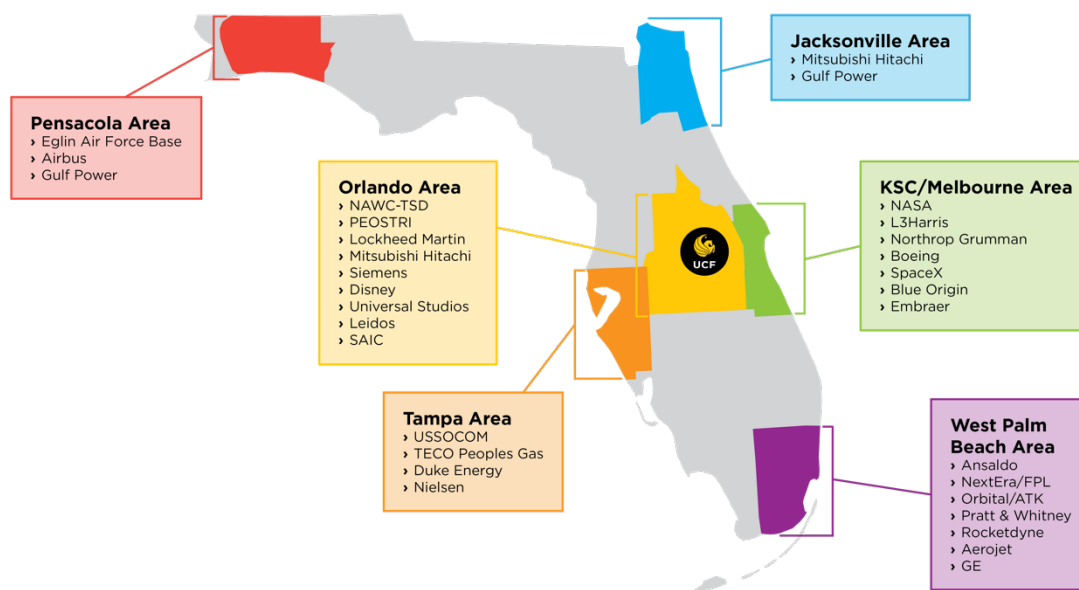 Jacksonville Area
› Mitsubishi Hitachi
› Gulf Power
Pensacola Area
› Eglin Air Force Base
› Airbus
› Gulf Power
Orlando Area
› NAWC-TSD
› PEOSTRI
› Lockheed Martin
› Mitsubishi Hitachi
› Siemens
› Disney
› Universal Studios
› Leidos
› SAIC
UCF
KSC/Melbourne Area
› NASA
› L3Harris
› Northrop Grumman
› Boeing
› SpaceX
› Blue Origin
› Embraer
Tampa Area
› USSOCOM
› TECO Peoples Gas
› Duke Energy
› Nielsen
West Palm
Beach Area
› Ansaldo
› NextEra/FPL
› Orbital/ATK
› Pratt & Whitney
› Rocketdyne
› Aerojet
› GE